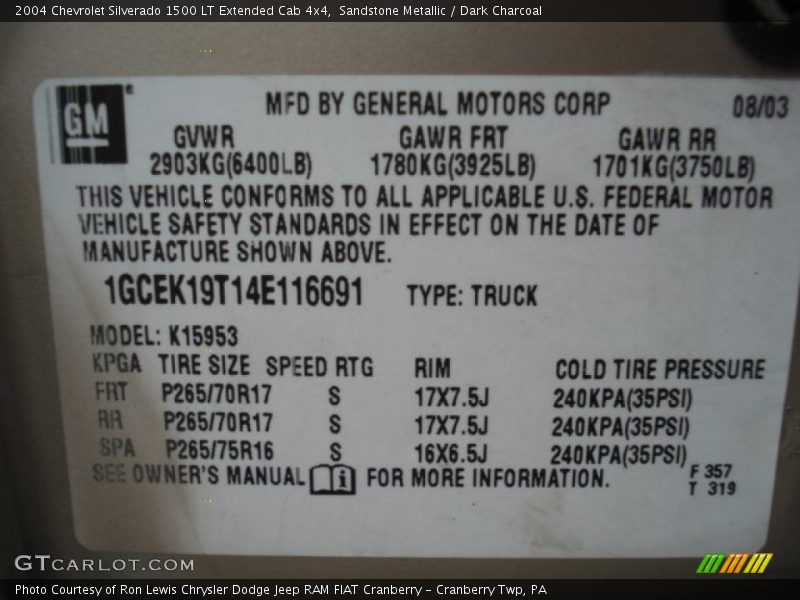 2004 Chevrolet Silverado 1500 LT Extended Cab 4x4,  Sandstone Metallic / Dark Charcoal
GM
MFD BY GENERAL MOTORS CORP 08/03
GVWR GAWR FRT GAWR RR
2903KG(6400LB) 1780KG(3925LB) 1701KG(3750LB)
THIS VEHICLE CONFORMS TO ALL APPLICABLE U.S. FEDERAL MOTOR
VEHICLE SAFETY STANDARDS IN EFFECT ON THE DATE OF
MANUFACTURE SHOWN ABOVE.
1GCEK19T14E116691 TYPE: TRUCK
MODEL: K15953
KPGA TIRE SIZE SPEED RTG RIM COLD TIRE PRESSURE
FRT P265/70R17 S 17X7.5J 240KPA(35PSI)
RR P265/70R17 S 17X7.5J 240KPA(35PSI)
SPA P265/75R16 S 16X6.5J 240KPA(35PSI)
SEE OWNER'S MANUAL i FOR MORE INFORMATION.
F 357
T 319
GTCARLOT.COM
Photo Courtesy of Ron Lewis Chrysler Dodge Jeep RAM FIAT Cranberry – Cranberry Twp, PA